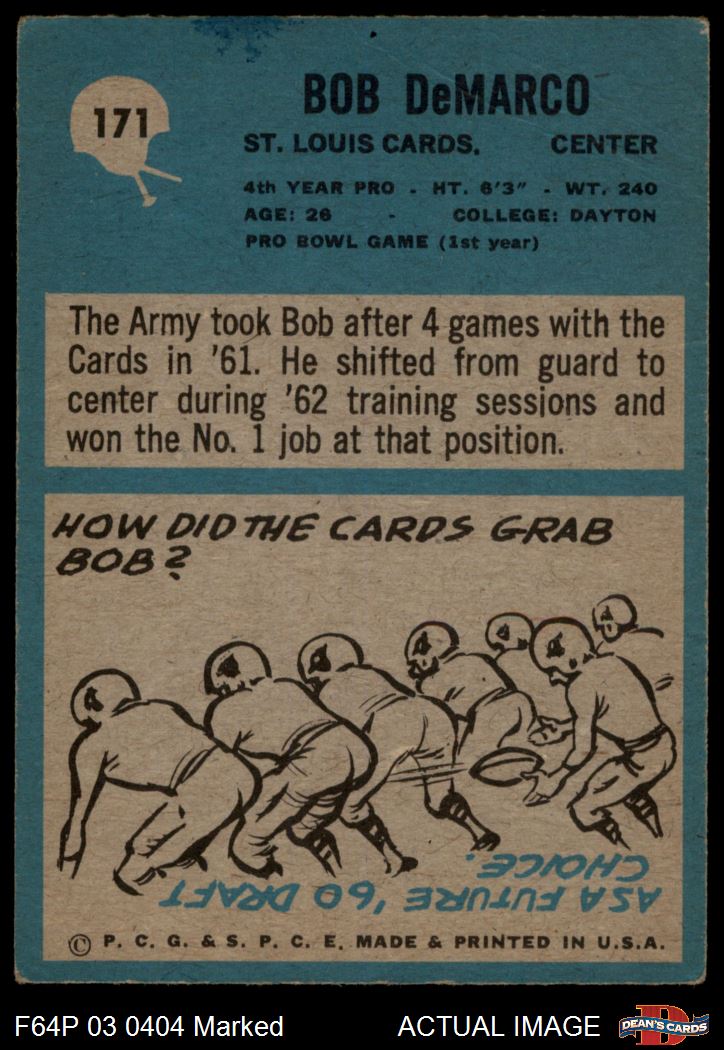 171
BOB DeMARCO
ST. LOUIS CARDS. CENTER
4th YEAR PRO - HT. 6'3" - WT. 240
AGE: 26 - COLLEGE: DAYTON
PRO BOWL GAME (1st year)
The Army took Bob after 4 games with the
Cards in '61. He shifted from guard to
center during '62 training sessions and
won the No. 1 job at that position.
HOW DID THE CARDS GRAB
BOB?
AS A FUTURE '60 DRAFT
CHOICE.
© P. C. G. & S. P. C. E. MADE & PRINTED IN U.S.A.
F64P 03 0404 Marked ACTUAL IMAGE
D
DEAN'S CARDS